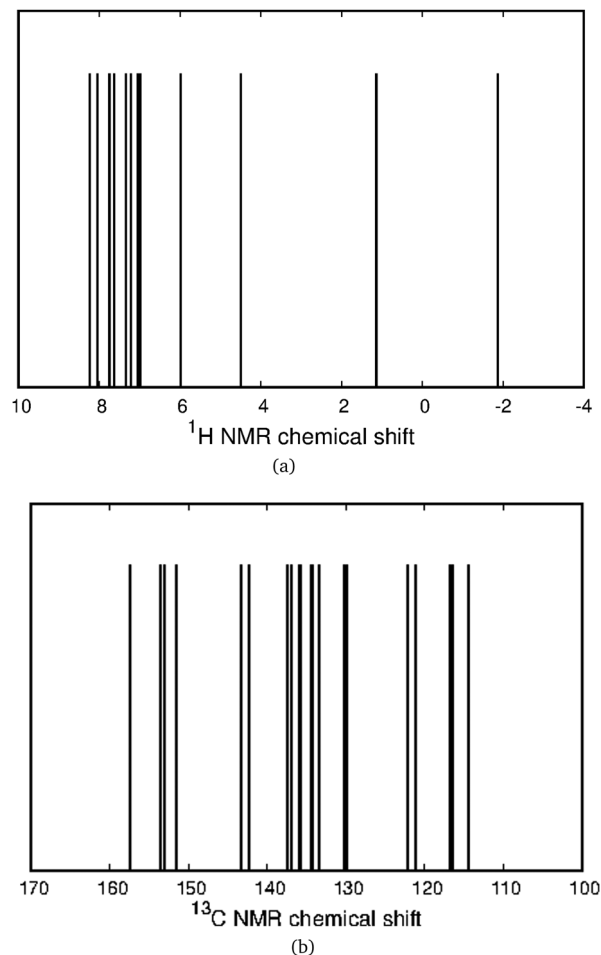 10 8 6 4 2 0 -2 -4
¹H NMR chemical shift
(a)
170 160 150 140 130 120 110 100
¹³C NMR chemical shift
(b)